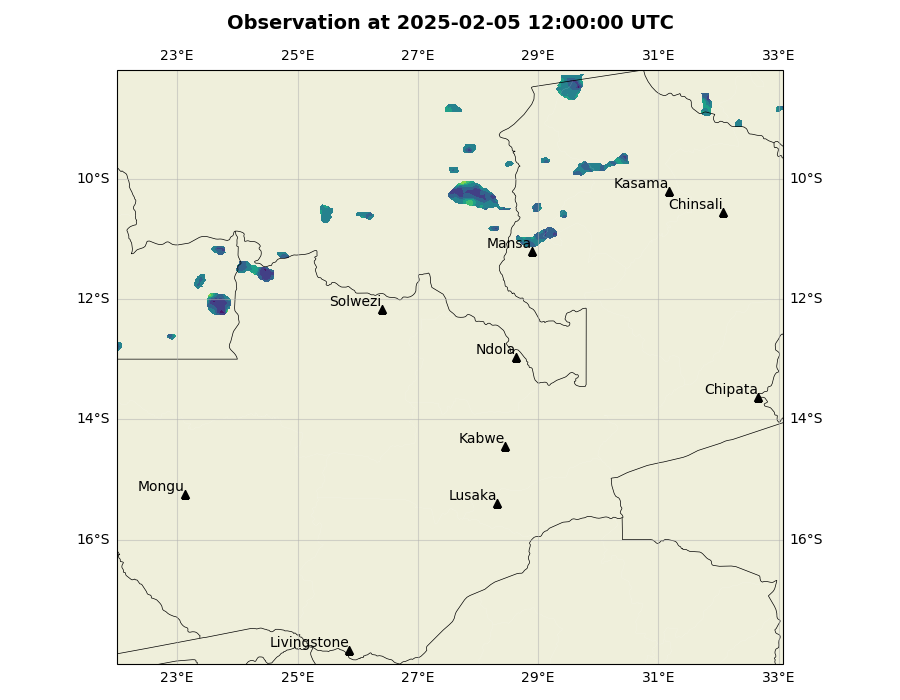 Observation at 2025-02-05 12:00:00 UTC
23°E 25°E 27°E 29°E 31°E 33°E
10°S 10°S
Kasama
Chinsali
Mansa
12°S 12°S
Solwezi
Ndola
Chipata
14°S 14°S
Kabwe
Mongu
Lusaka
16°S 16°S
Livingstone
23°E 25°E 27°E 29°E 31°E 33°E